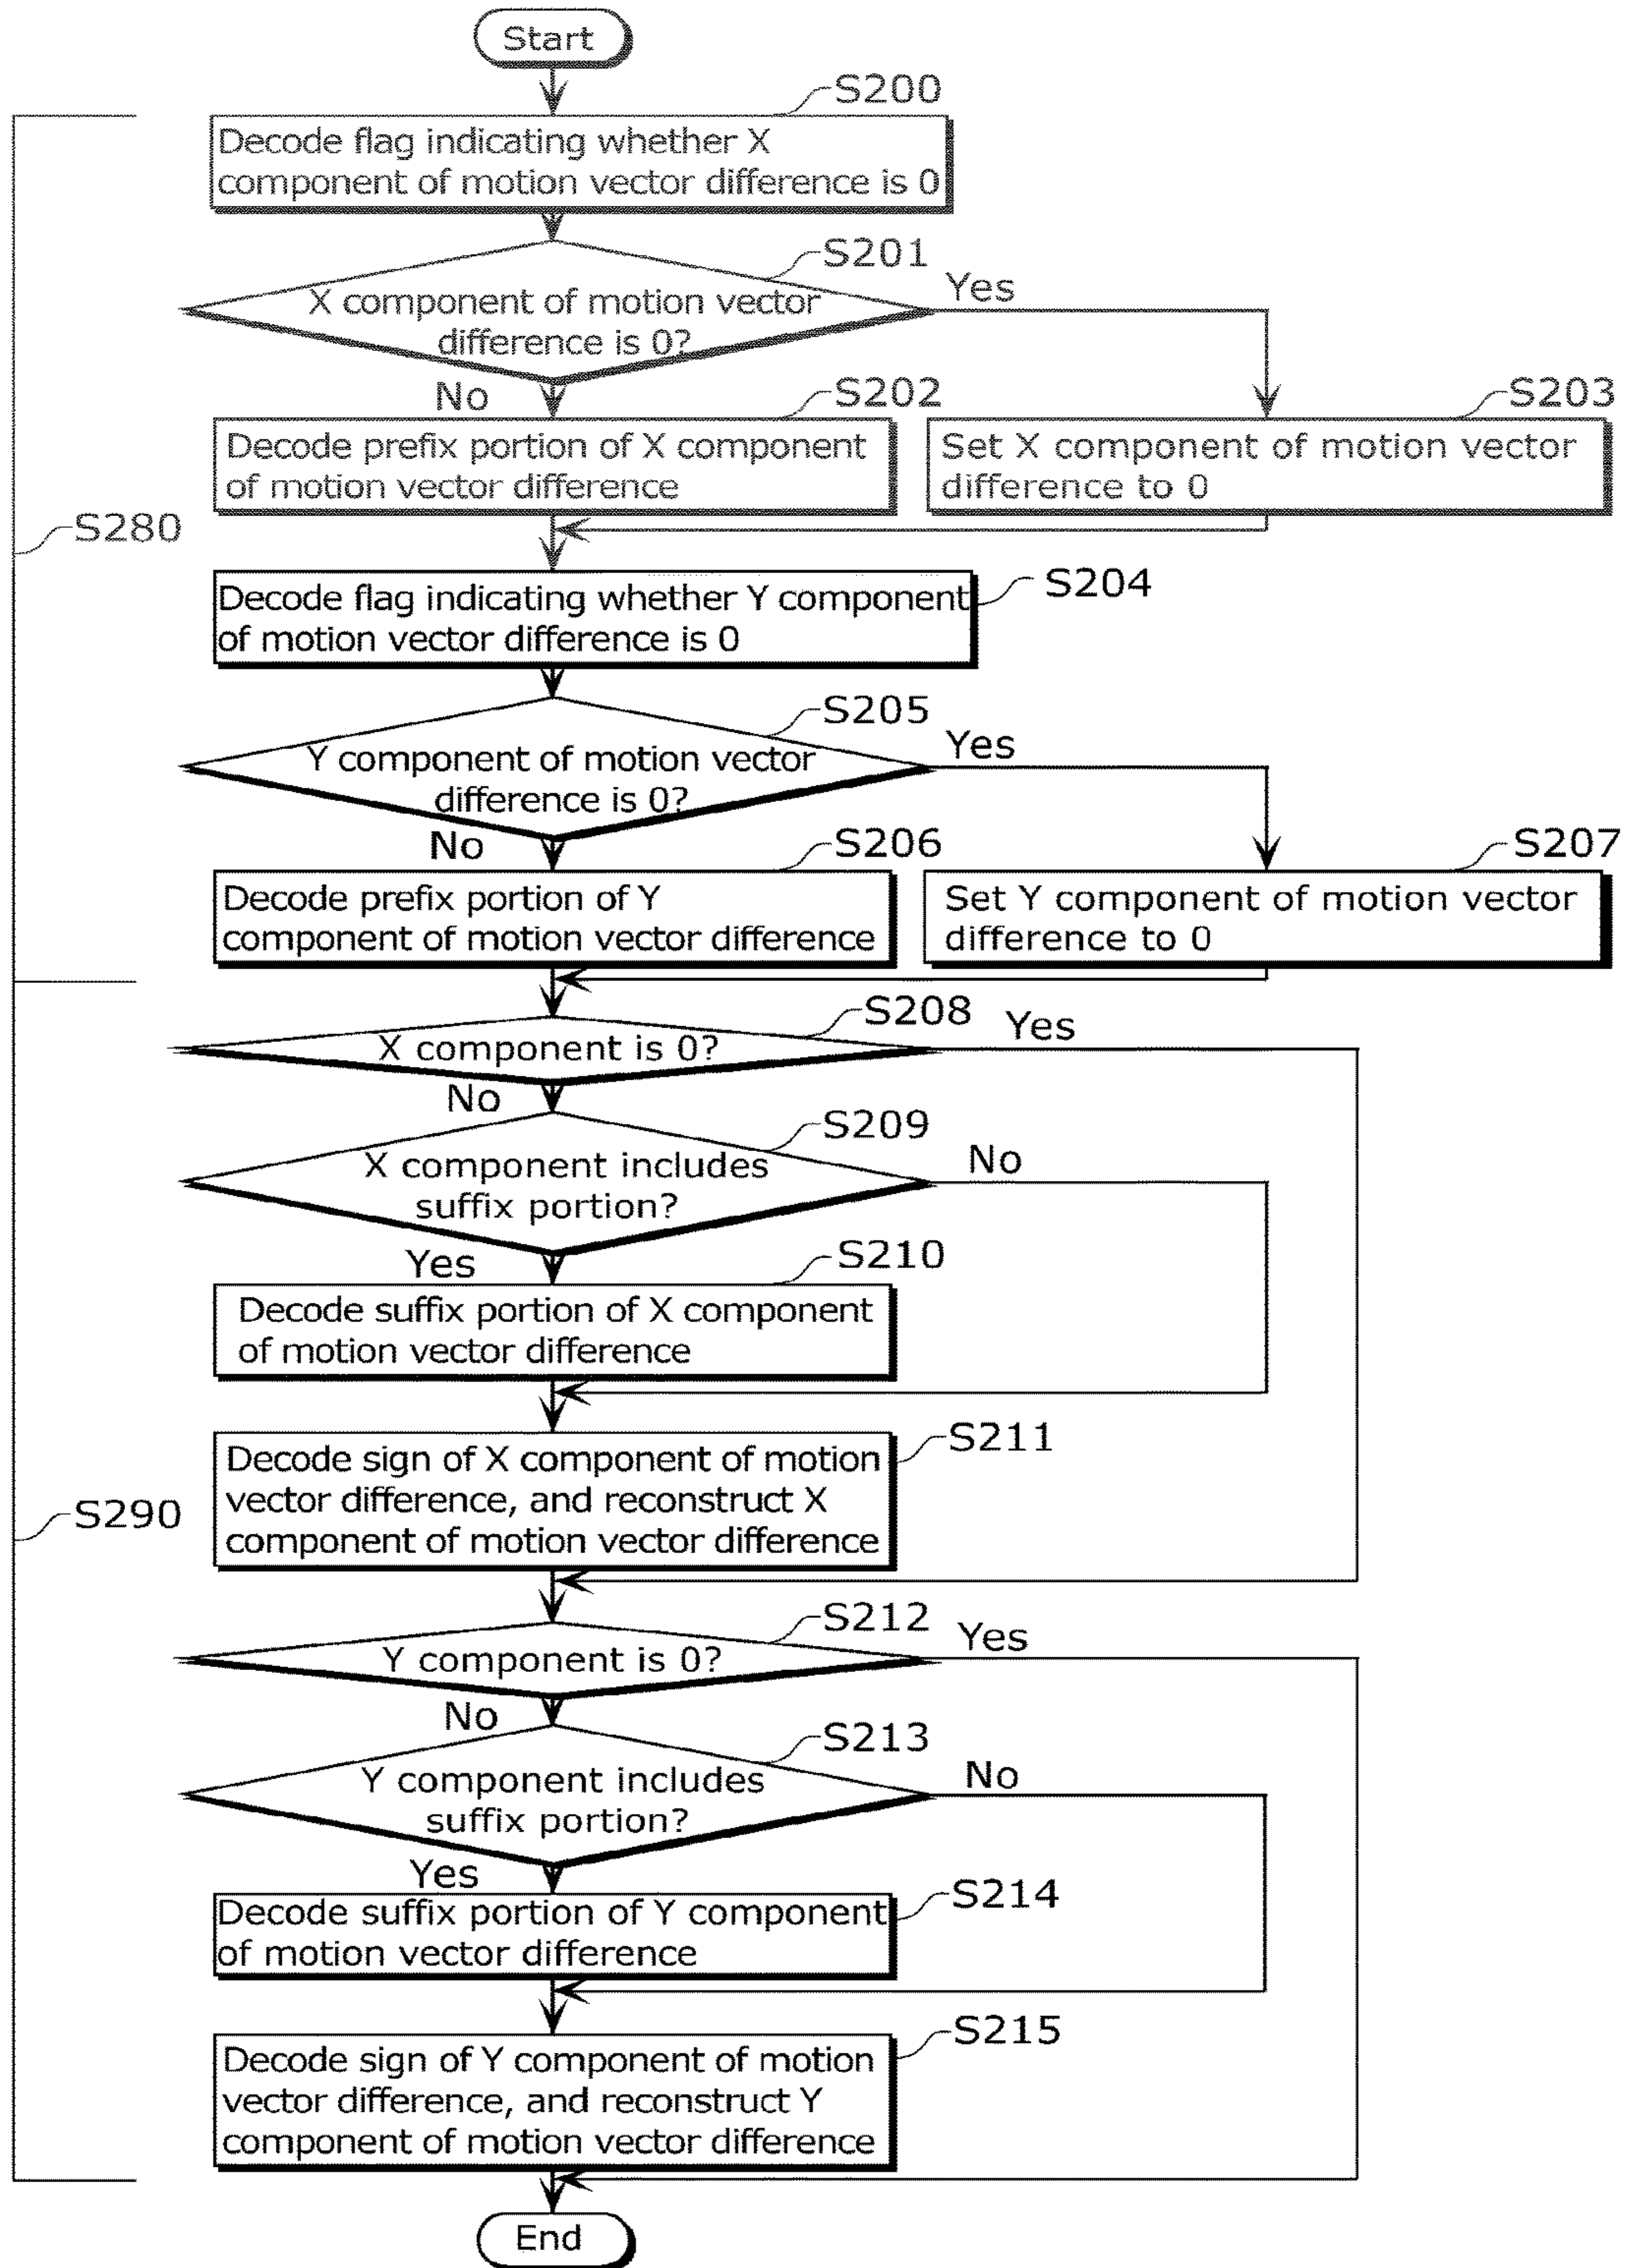 Start
S200
Decode flag indicating whether X
component of motion vector difference is 0
S201
X component of motion vector
difference is 0?
Yes
No
S202
Decode prefix portion of X component
of motion vector difference
S203
Set X component of motion vector
difference to 0
S280
S204
Decode flag indicating whether Y component
of motion vector difference is 0
S205
Y component of motion vector
difference is 0?
Yes
No
S206
Decode prefix portion of Y
component of motion vector difference
S207
Set Y component of motion vector
difference to 0
S208
X component is 0?
Yes
No
S209
X component includes
suffix portion?
No
Yes
S210
Decode suffix portion of X component
of motion vector difference
S211
Decode sign of X component of motion
vector difference, and reconstruct X
component of motion vector difference
S290
S212
Y component is 0?
Yes
No
S213
Y component includes
suffix portion?
No
Yes
S214
Decode suffix portion of Y component
of motion vector difference
S215
Decode sign of Y component of motion
vector difference, and reconstruct Y
component of motion vector difference
End